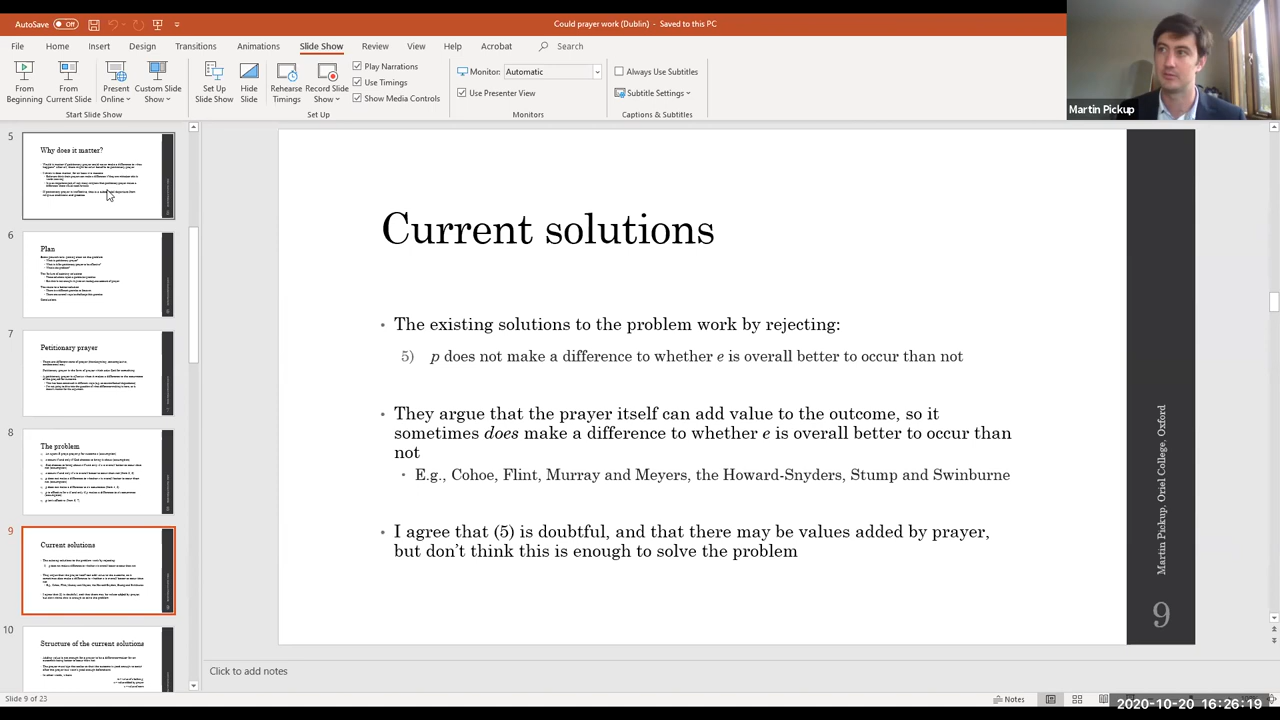 AutoSave Off
Could prayer work (Dublin) - Saved to this PC
File Home Insert Design Transitions Animations Slide Show Review View Help Acrobat Search
From Beginning
From Current Slide
Present Online
Custom Slide Show
Start Slide Show
Set Up Slide Show
Hide Slide
Rehearse Timings
Record Slide Show
Play Narrations
Use Timings
Show Media Controls
Set Up
Monitor: Automatic
Use Presenter View
Monitors
Always Use Subtitles
Subtitle Settings
Captions & Subtitles
Martin Pickup
5
Why does it matter?
6
Plan
7
Petitionary prayer
8
The problem
9
Current solutions
10
Structure of the current solutions
Current solutions
• The existing solutions to the problem work by rejecting:
5) p does not make a difference to whether e is overall better to occur than not
• They argue that the prayer itself can add value to the outcome, so it
sometimes does make a difference to whether e is overall better to occur than
not
• E.g., Cohoe, Flint, Murray and Meyers, the Howard-Snyders, Stump and Swinburne
• I agree that (5) is doubtful, and that there may be values added by prayer,
but don't think this is enough to solve the problem
Martin Pickup, Oriel College, Oxford
9
Click to add notes
Slide 9 of 23
Notes
2020-10-20 16:26:19